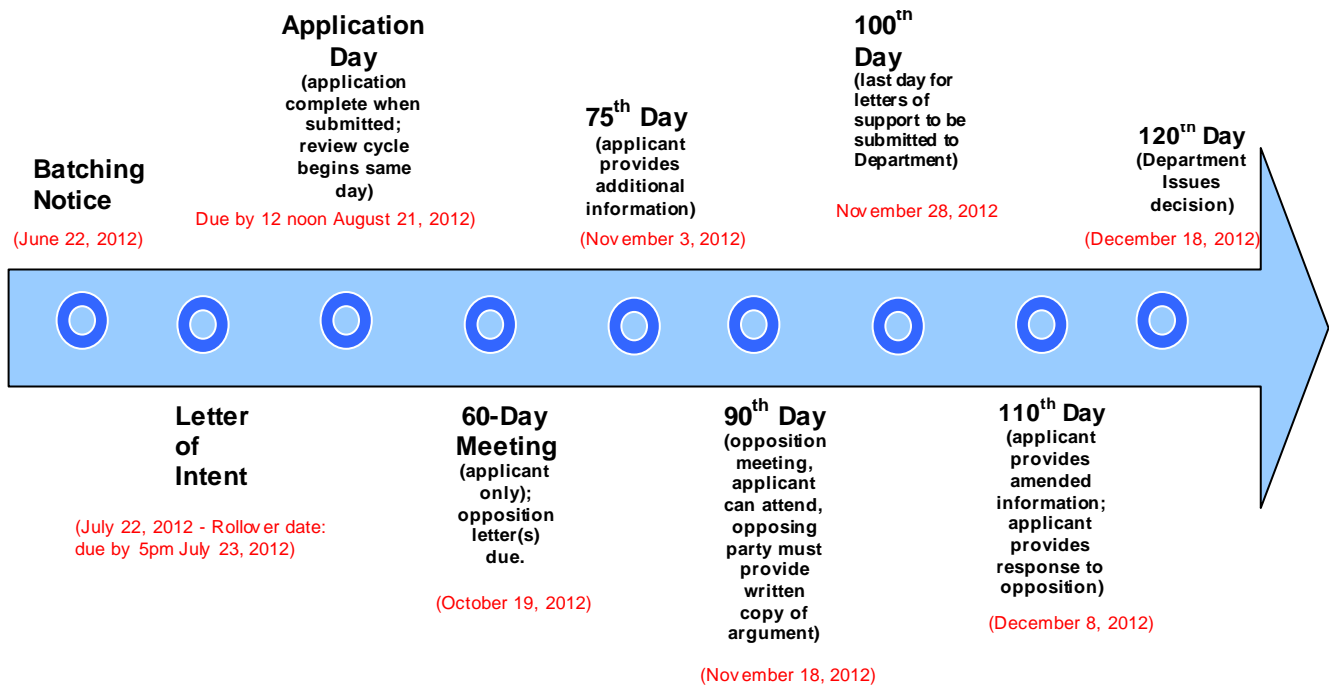 Batching
Notice
(June 22, 2012)
Letter
of
Intent
(July 22, 2012 - Rollover date:
due by 5pm July 23, 2012)
Application
Day
(application
complete when
submitted;
review cycle
begins same
day)
Due by 12 noon August 21, 2012)
60-Day
Meeting
(applicant
only);
opposition
letter(s)
due.
(October 19, 2012)
75th Day
(applicant
provides
additional
information)
(November 3, 2012)
90th Day
(opposition
meeting,
applicant
can attend,
opposing
party must
provide
written
copy of
argument)
(November 18, 2012)
100th
Day
(last day for
letters of
support to be
submitted to
Department)
November 28, 2012
110th Day
(applicant
provides
amended
information;
applicant
provides
response to
opposition)
(December 8, 2012)
120th Day
(Department
Issues
decision)
(December 18, 2012)